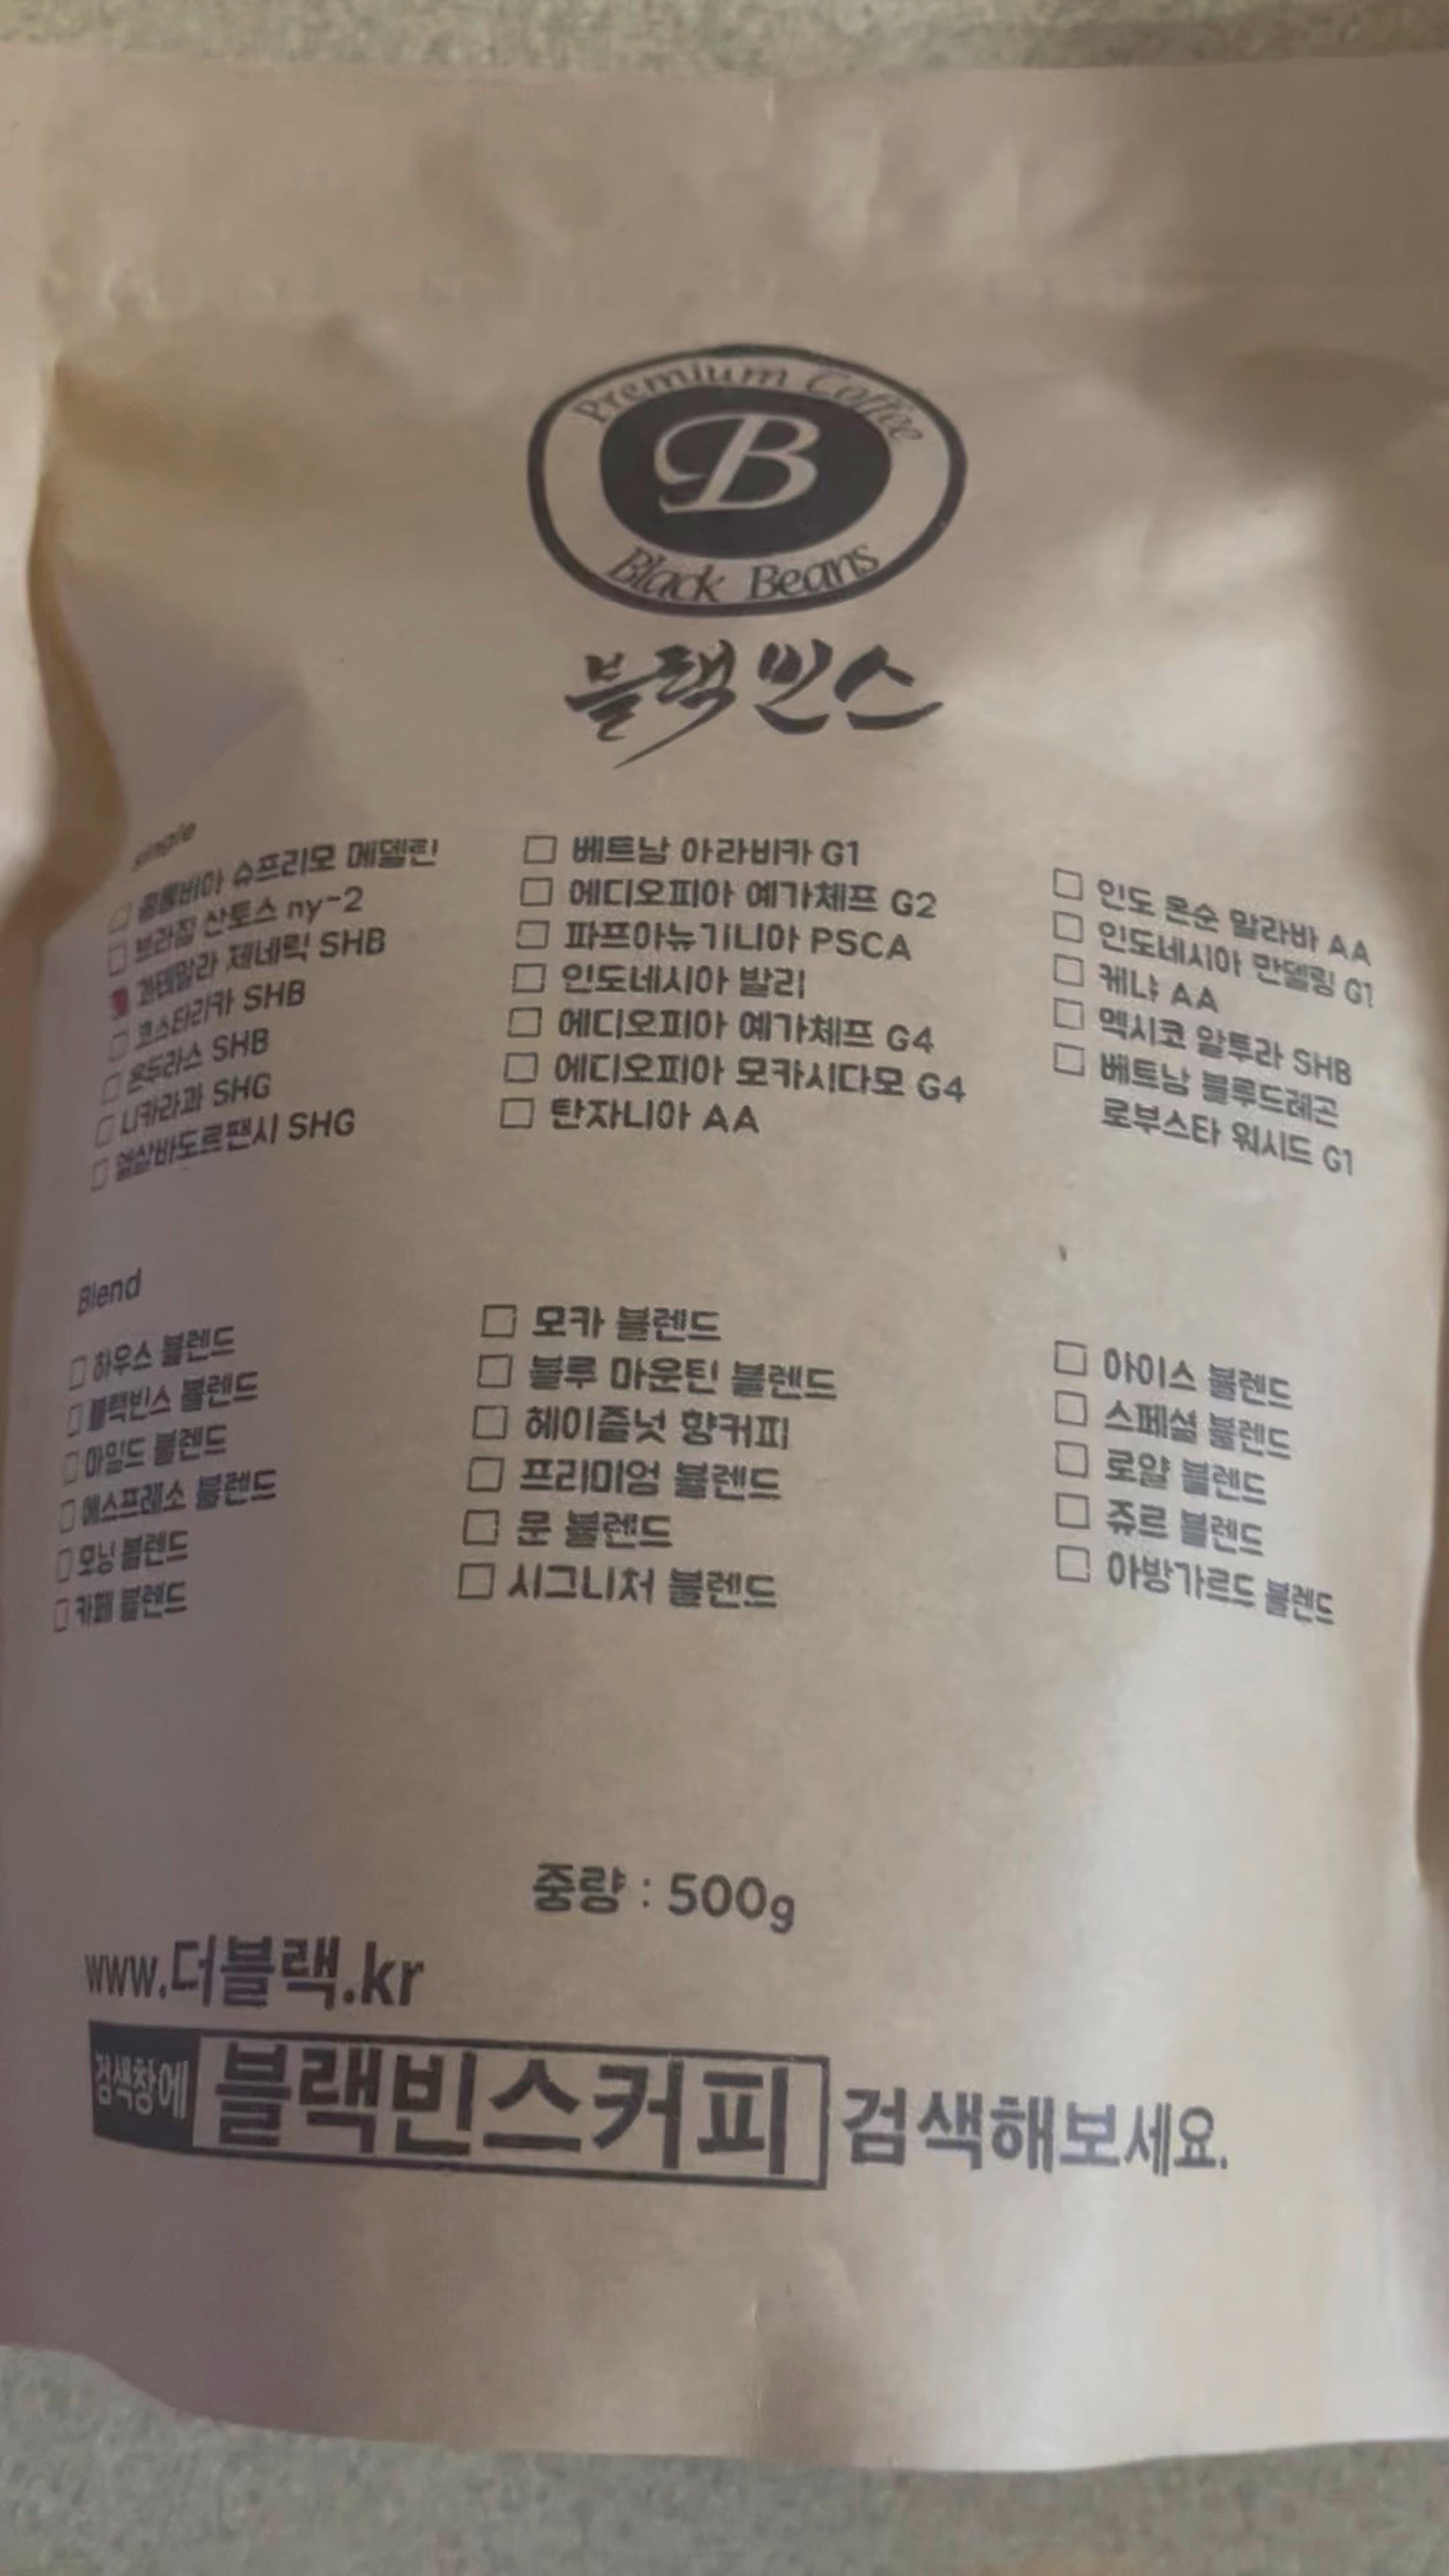 Premium Coffee
B
Black Beans
블랙빈스
single
□ 콜롬비아 슈프리모 메델린
□ 브라질 산토스 ny-2
과테말라 제네릭 SHB
□ 코스타리카 SHB
□ 온두라스 SHB
□ 니카라과 SHG
□ 엘살바도르팬시 SHG
□ 베트남 아라비카 G1
□ 에디오피아 예가체프 G2
□ 파프아뉴기니아 PSCA
□ 인도네시아 발리
□ 에디오피아 예가체프 G4
□ 에디오피아 모카시다모 G4
□ 탄자니아 AA
□ 인도 몬순 말라바 AA
□ 인도네시아 만델링 G1
□ 케냐 AA
□ 멕시코 알투라 SHB
□ 베트남 블루드레곤
로부스타 워시드 G1
Blend
□ 하우스 블렌드
□ 블랙빈스 블렌드
□ 마일드 블렌드
□ 에스프레소 블렌드
□ 모닝 블렌드
□ 카페 블렌드
□ 모카 블렌드
□ 블루 마운틴 블렌드
□ 헤이즐넛 향커피
□ 프리미엄 블렌드
□ 문 블렌드
□ 시그니처 블렌드
□ 아이스 블렌드
□ 스페셜 블렌드
□ 로얄 블렌드
□ 쥬르 블렌드
□ 아방가르드 블렌드
중량 : 500g
www.더블랙.kr
검색창에 블랙빈스커피 검색해보세요.